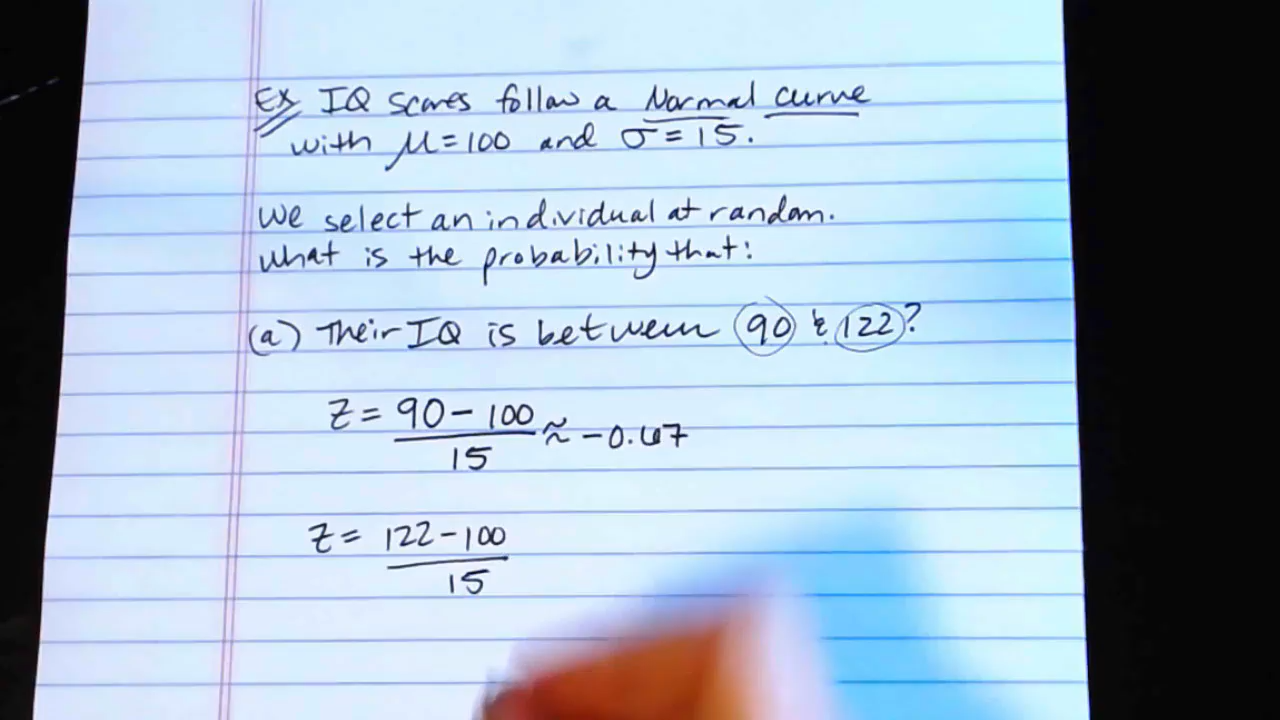 Ex IQ scores follow a Normal curve
with μ = 100 and σ = 15.
We select an individual at random.
What is the probability that:
(a) Their IQ is between 90 & 122?
Z = 90 - 100 ≈ -0.67
15
Z = 122 - 100
15